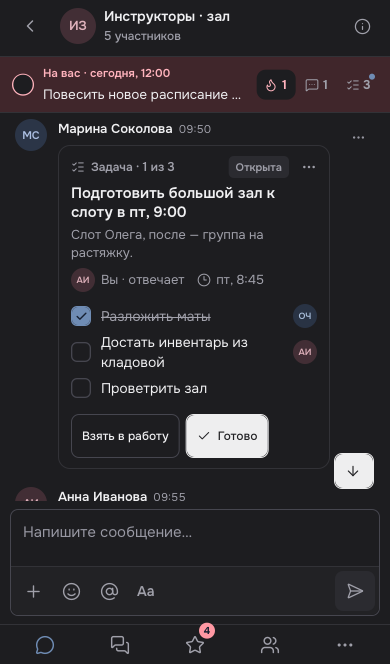 ИЗ
Инструкторы · зал
5 участников
На вас · сегодня, 12:00
Повесить новое расписание ...
1
1
3
МС
Марина Соколова 09:50
Задача · 1 из 3
Открыта
Подготовить большой зал к
слоту в пт, 9:00
Слот Олега, после — группа на
растяжку.
АИ Вы · отвечает
пт, 8:45
Разложить маты
ОЧ
Достать инвентарь из
кладовой
АИ
Проветрить зал
Взять в работу
Готово
Анна Иванова 09:55
Напишите сообщение...
Aa
4